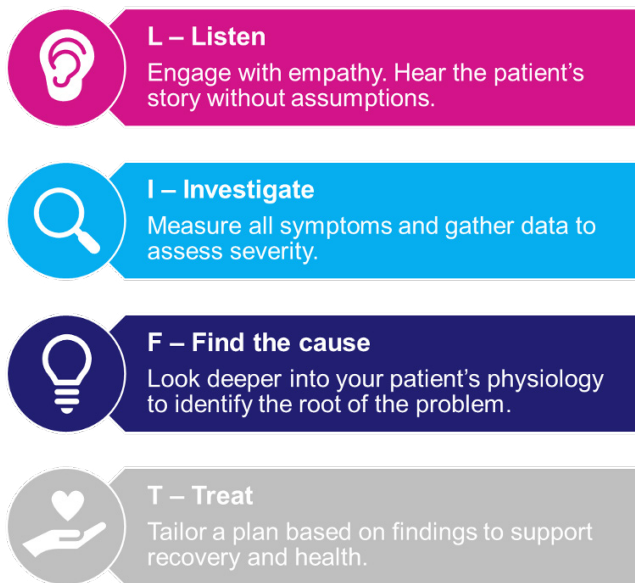 L – Listen
Engage with empathy. Hear the patient's
story without assumptions.
I – Investigate
Measure all symptoms and gather data to
assess severity.
F – Find the cause
Look deeper into your patient's physiology
to identify the root of the problem.
T – Treat
Tailor a plan based on findings to support
recovery and health.